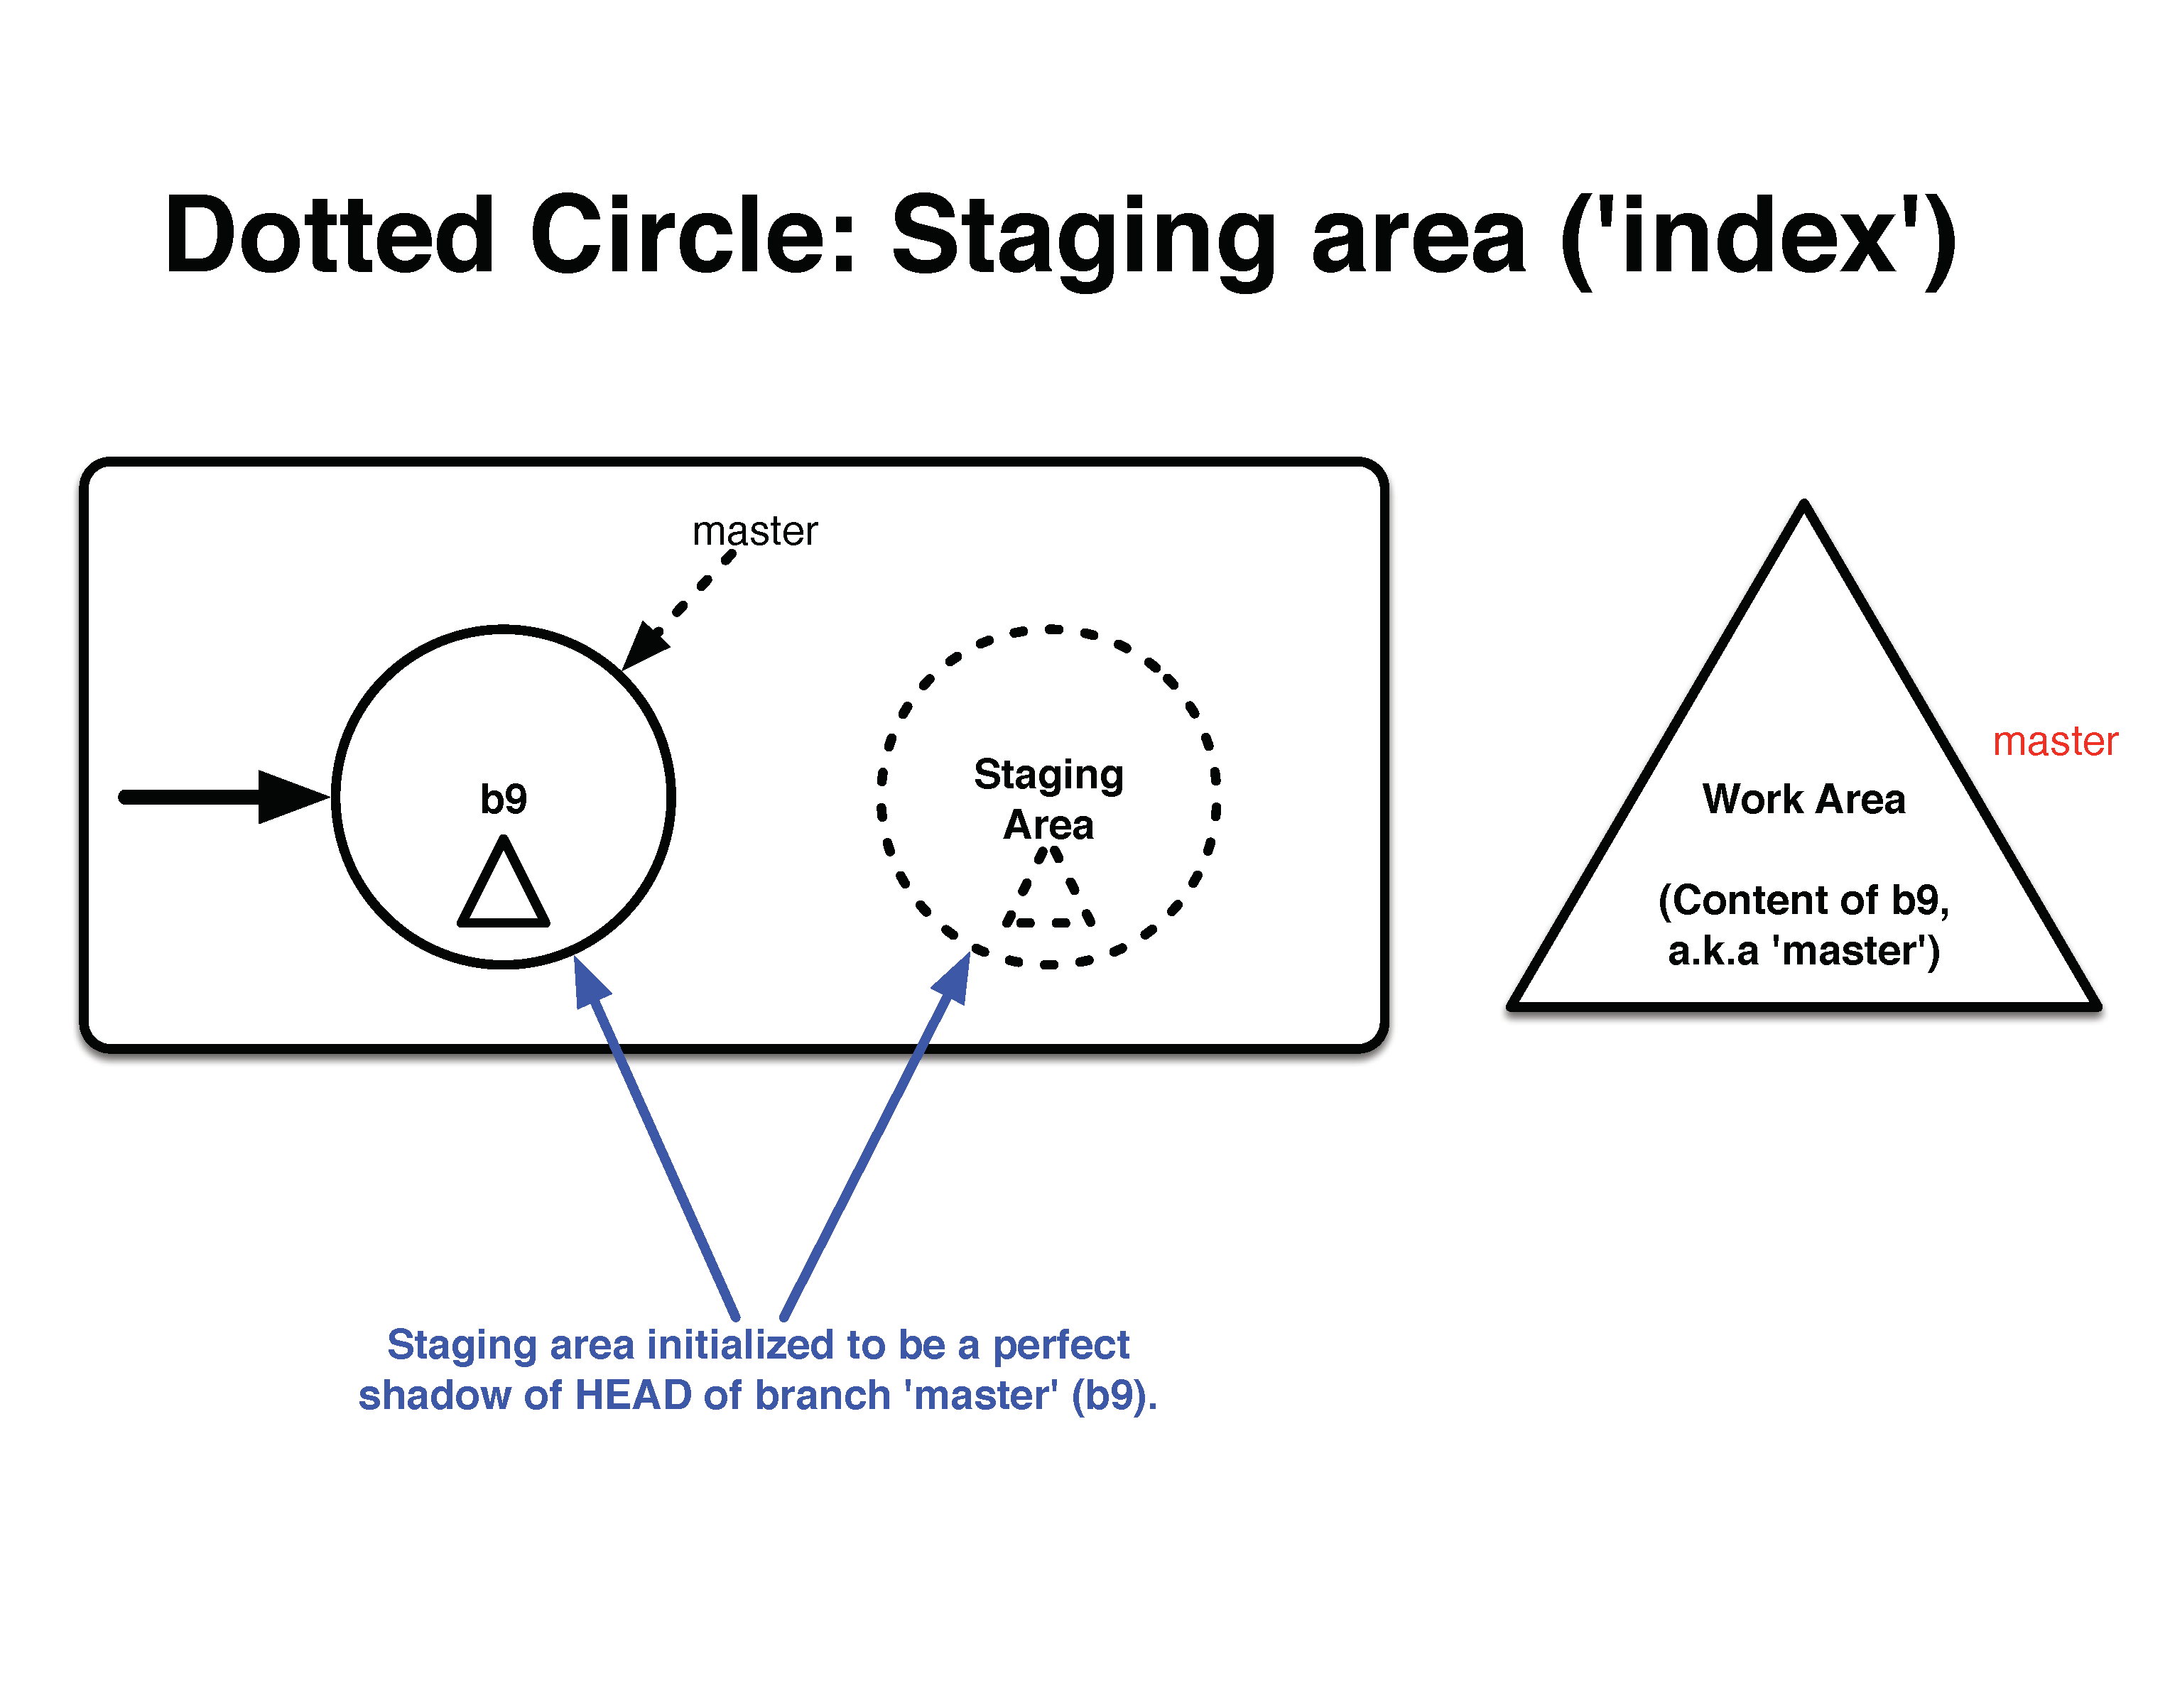 Dotted Circle: Staging area ('index')
master
b9
Staging
Area
master
Work Area
(Content of b9,
a.k.a 'master')
Staging area initialized to be a perfect
shadow of HEAD of branch 'master' (b9).